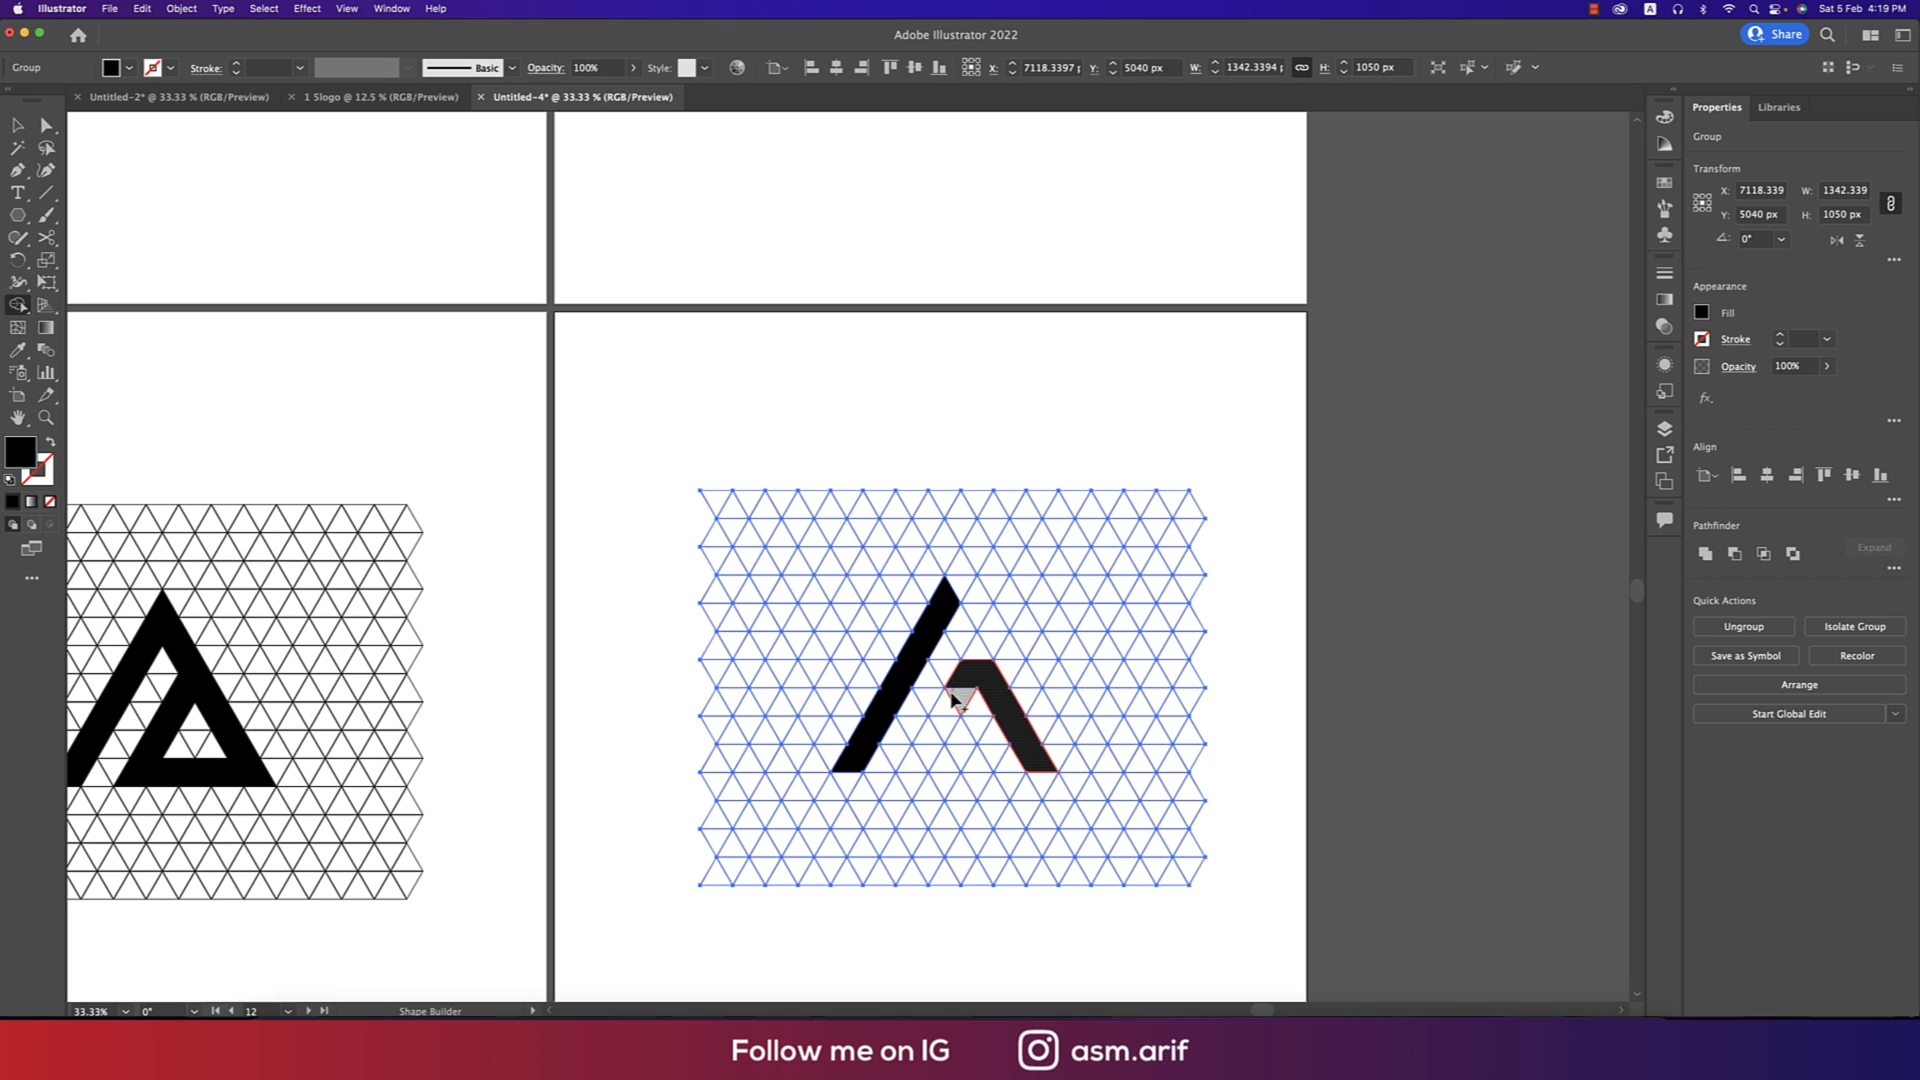 Illustrator File Edit Object Type Select Effect View Window Help
A
Sat 5 Feb 4:19 PM
Adobe Illustrator 2022
Share
Group
Stroke:
Basic
Opacity: 100%
Style:
X: 7118.3397 Y: 5040 px W: 1342.3394 H: 1050 px
Untitled-2* @ 33.33 % (RGB/Preview)
1 5logo @ 12.5 % (RGB/Preview)
Untitled-4* @ 33.33 % (RGB/Preview)
Properties Libraries
Group
Transform
X: 7118.339 W: 1342.339
Y: 5040 px H: 1050 px
0°
Appearance
Fill
Stroke
Opacity 100%
fx.
Align
Pathfinder
Expand
Quick Actions
Ungroup Isolate Group
Save as Symbol Recolor
Arrange
Start Global Edit
33.33% 0° 12 Shape Builder
Follow me on IG asm.arif